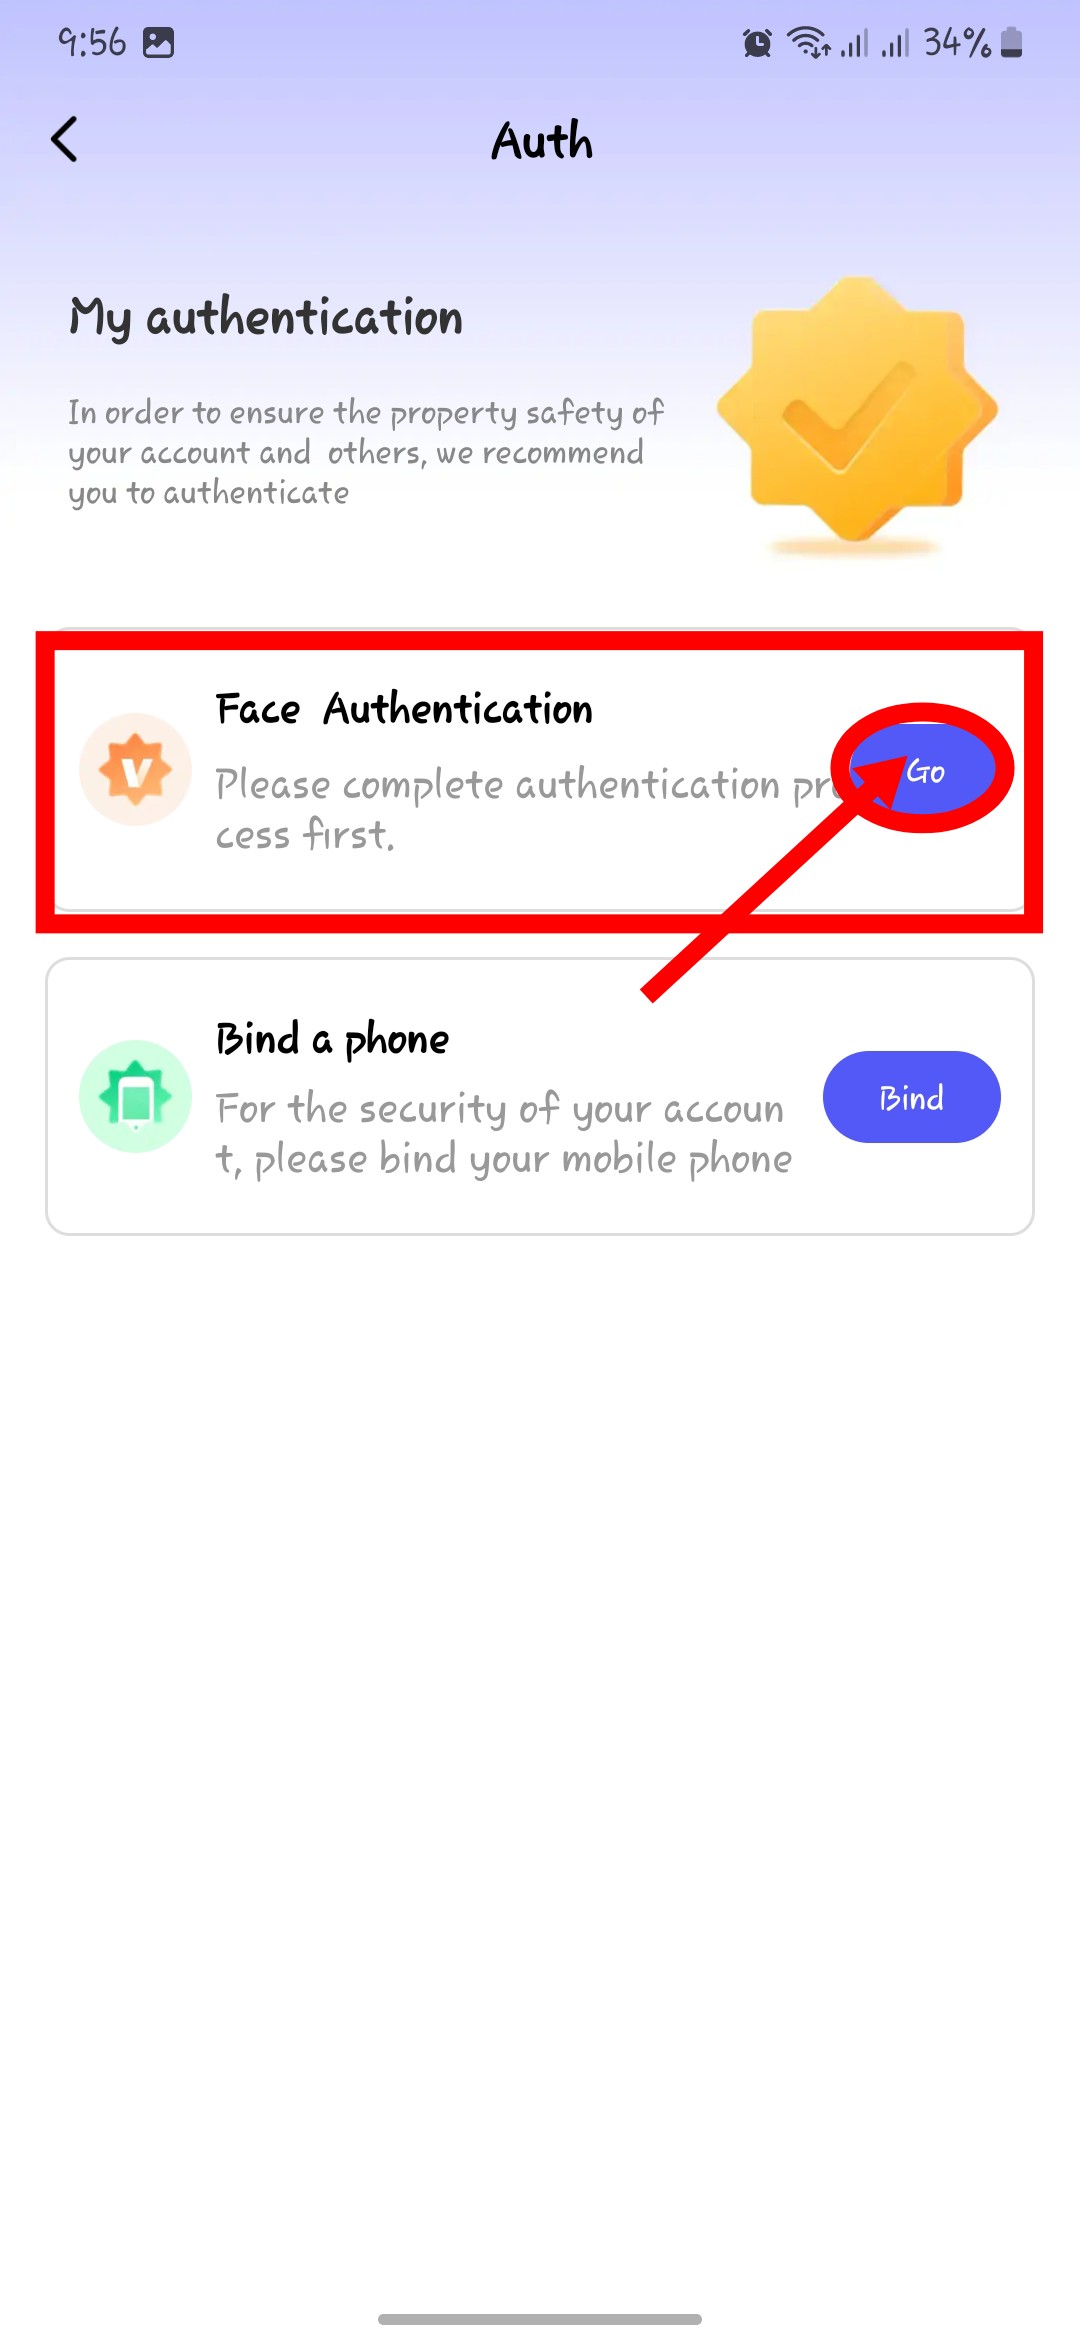 9:56
34%
Auth
My authentication
In order to ensure the property safety of
your account and  others, we recommend
you to authenticate
Face  Authentication
Please complete authentication pro
cess first.
Go
Bind a phone
For the security of your accoun
t, please bind your mobile phone
Bind